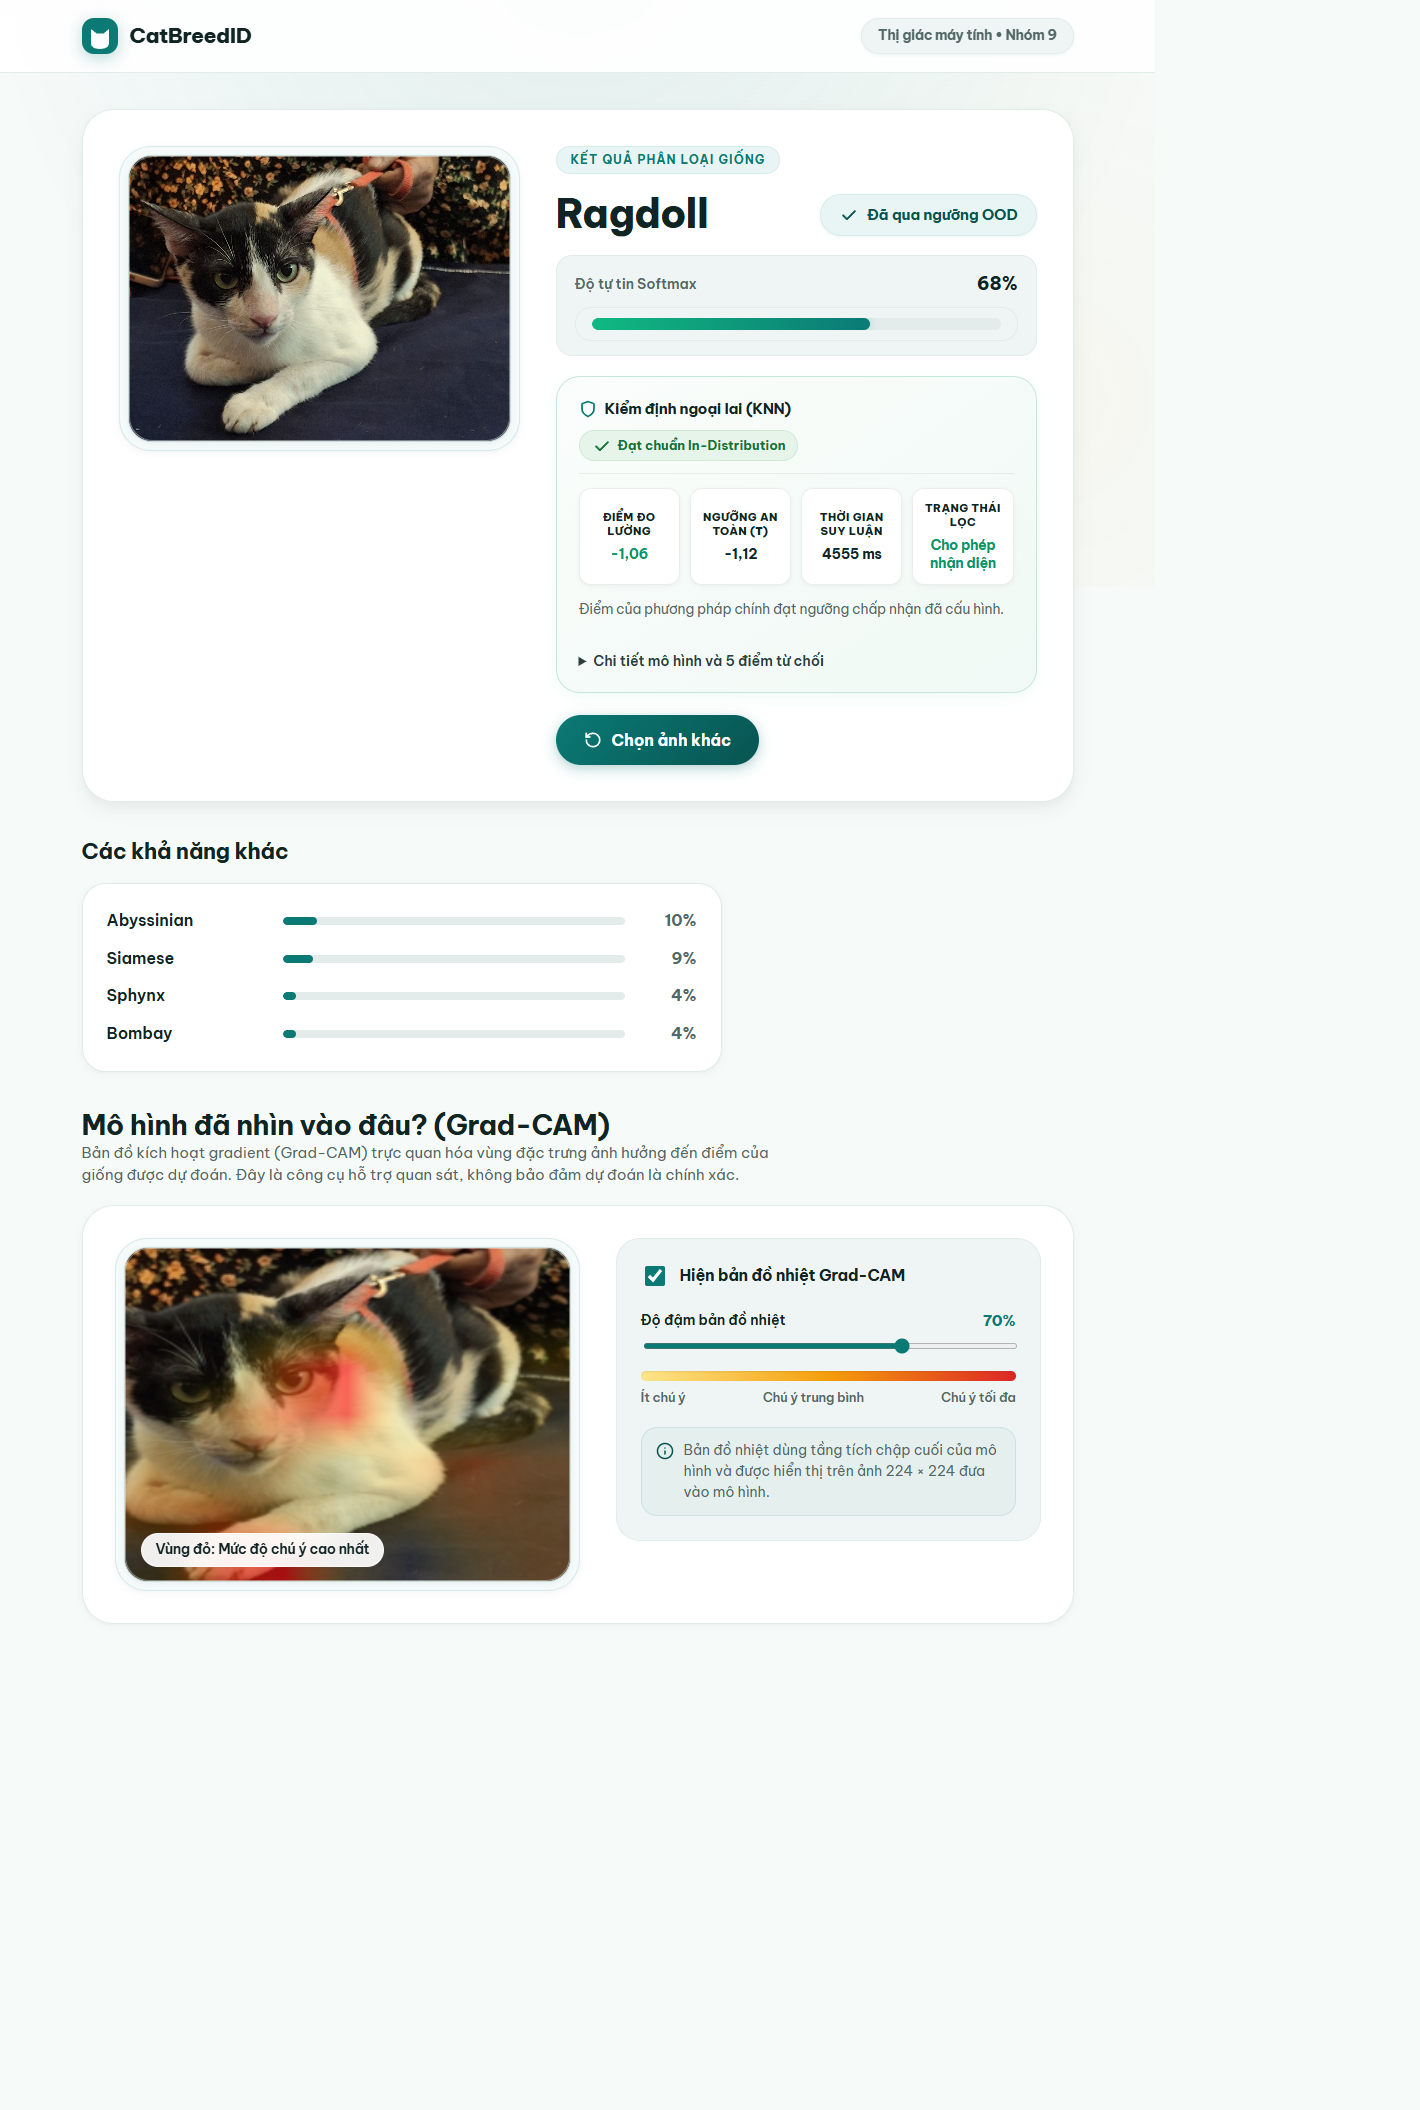 CatBreedID
Thị giác máy tính • Nhóm 9
KẾT QUẢ PHÂN LOẠI GIỐNG
Ragdoll
Đã qua ngưỡng OOD
Độ tự tin Softmax
68%
Kiểm định ngoại lai (KNN)
Đạt chuẩn In-Distribution
ĐIỂM ĐO
LƯỜNG
-1,06
NGƯỠNG AN
TOÀN (T)
-1,12
THỜI GIAN
SUY LUẬN
4555 ms
TRẠNG THÁI
LỌC
Cho phép
nhận diện
Điểm của phương pháp chính đạt ngưỡng chấp nhận đã cấu hình.
Chi tiết mô hình và 5 điểm từ chối
Chọn ảnh khác
Các khả năng khác
Abyssinian 10%
Siamese 9%
Sphynx 4%
Bombay 4%
Mô hình đã nhìn vào đâu? (Grad-CAM)
Bản đồ kích hoạt gradient (Grad-CAM) trực quan hóa vùng đặc trưng ảnh hưởng đến điểm của
giống được dự đoán. Đây là công cụ hỗ trợ quan sát, không bảo đảm dự đoán là chính xác.
Vùng đỏ: Mức độ chú ý cao nhất
Hiện bản đồ nhiệt Grad-CAM
Độ đậm bản đồ nhiệt
70%
Ít chú ý
Chú ý trung bình
Chú ý tối đa
Bản đồ nhiệt dùng tầng tích chập cuối của mô
hình và được hiển thị trên ảnh 224 × 224 đưa
vào mô hình.